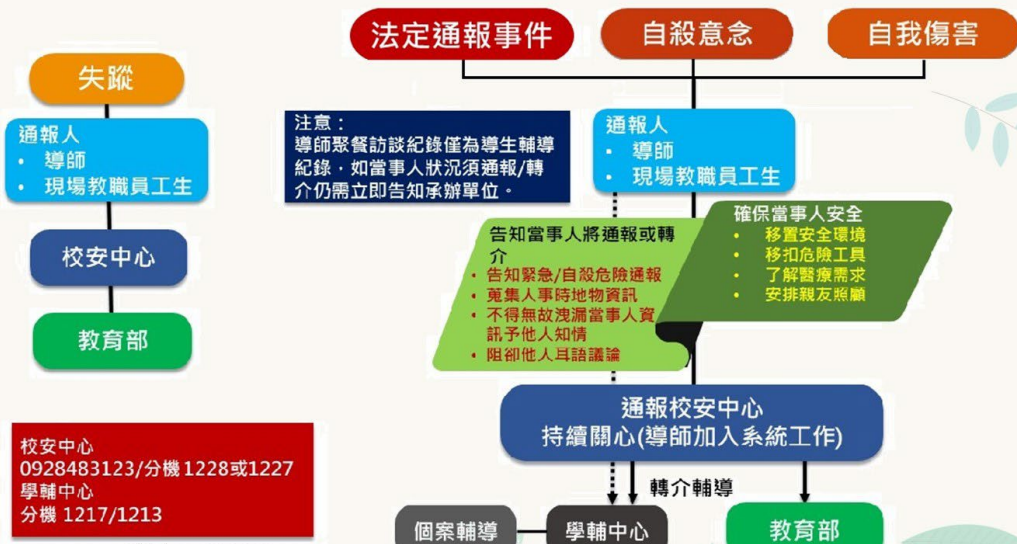 法定通報事件
自殺意念
自我傷害
失蹤
通報人
• 導師
• 現場教職員工生
校安中心
教育部
注意：
導師聚餐訪談紀錄僅為導生輔導
紀錄，如當事人狀況須通報/轉
介仍需立即告知承辦單位。
通報人
• 導師
• 現場教職員工生
告知當事人將通報或轉
介
• 告知緊急/自殺危險通報
• 蒐集人事時地物資訊
• 不得無故洩漏當事人資
訊予他人知情
• 阻卻他人耳語議論
確保當事人安全
• 移置安全環境
• 移扣危險工具
• 了解醫療需求
• 安排親友照顧
通報校安中心
持續關心(導師加入系統工作)
轉介輔導
個案輔導
學輔中心
教育部
校安中心
0928483123/分機1228或1227
學輔中心
分機 1217/1213